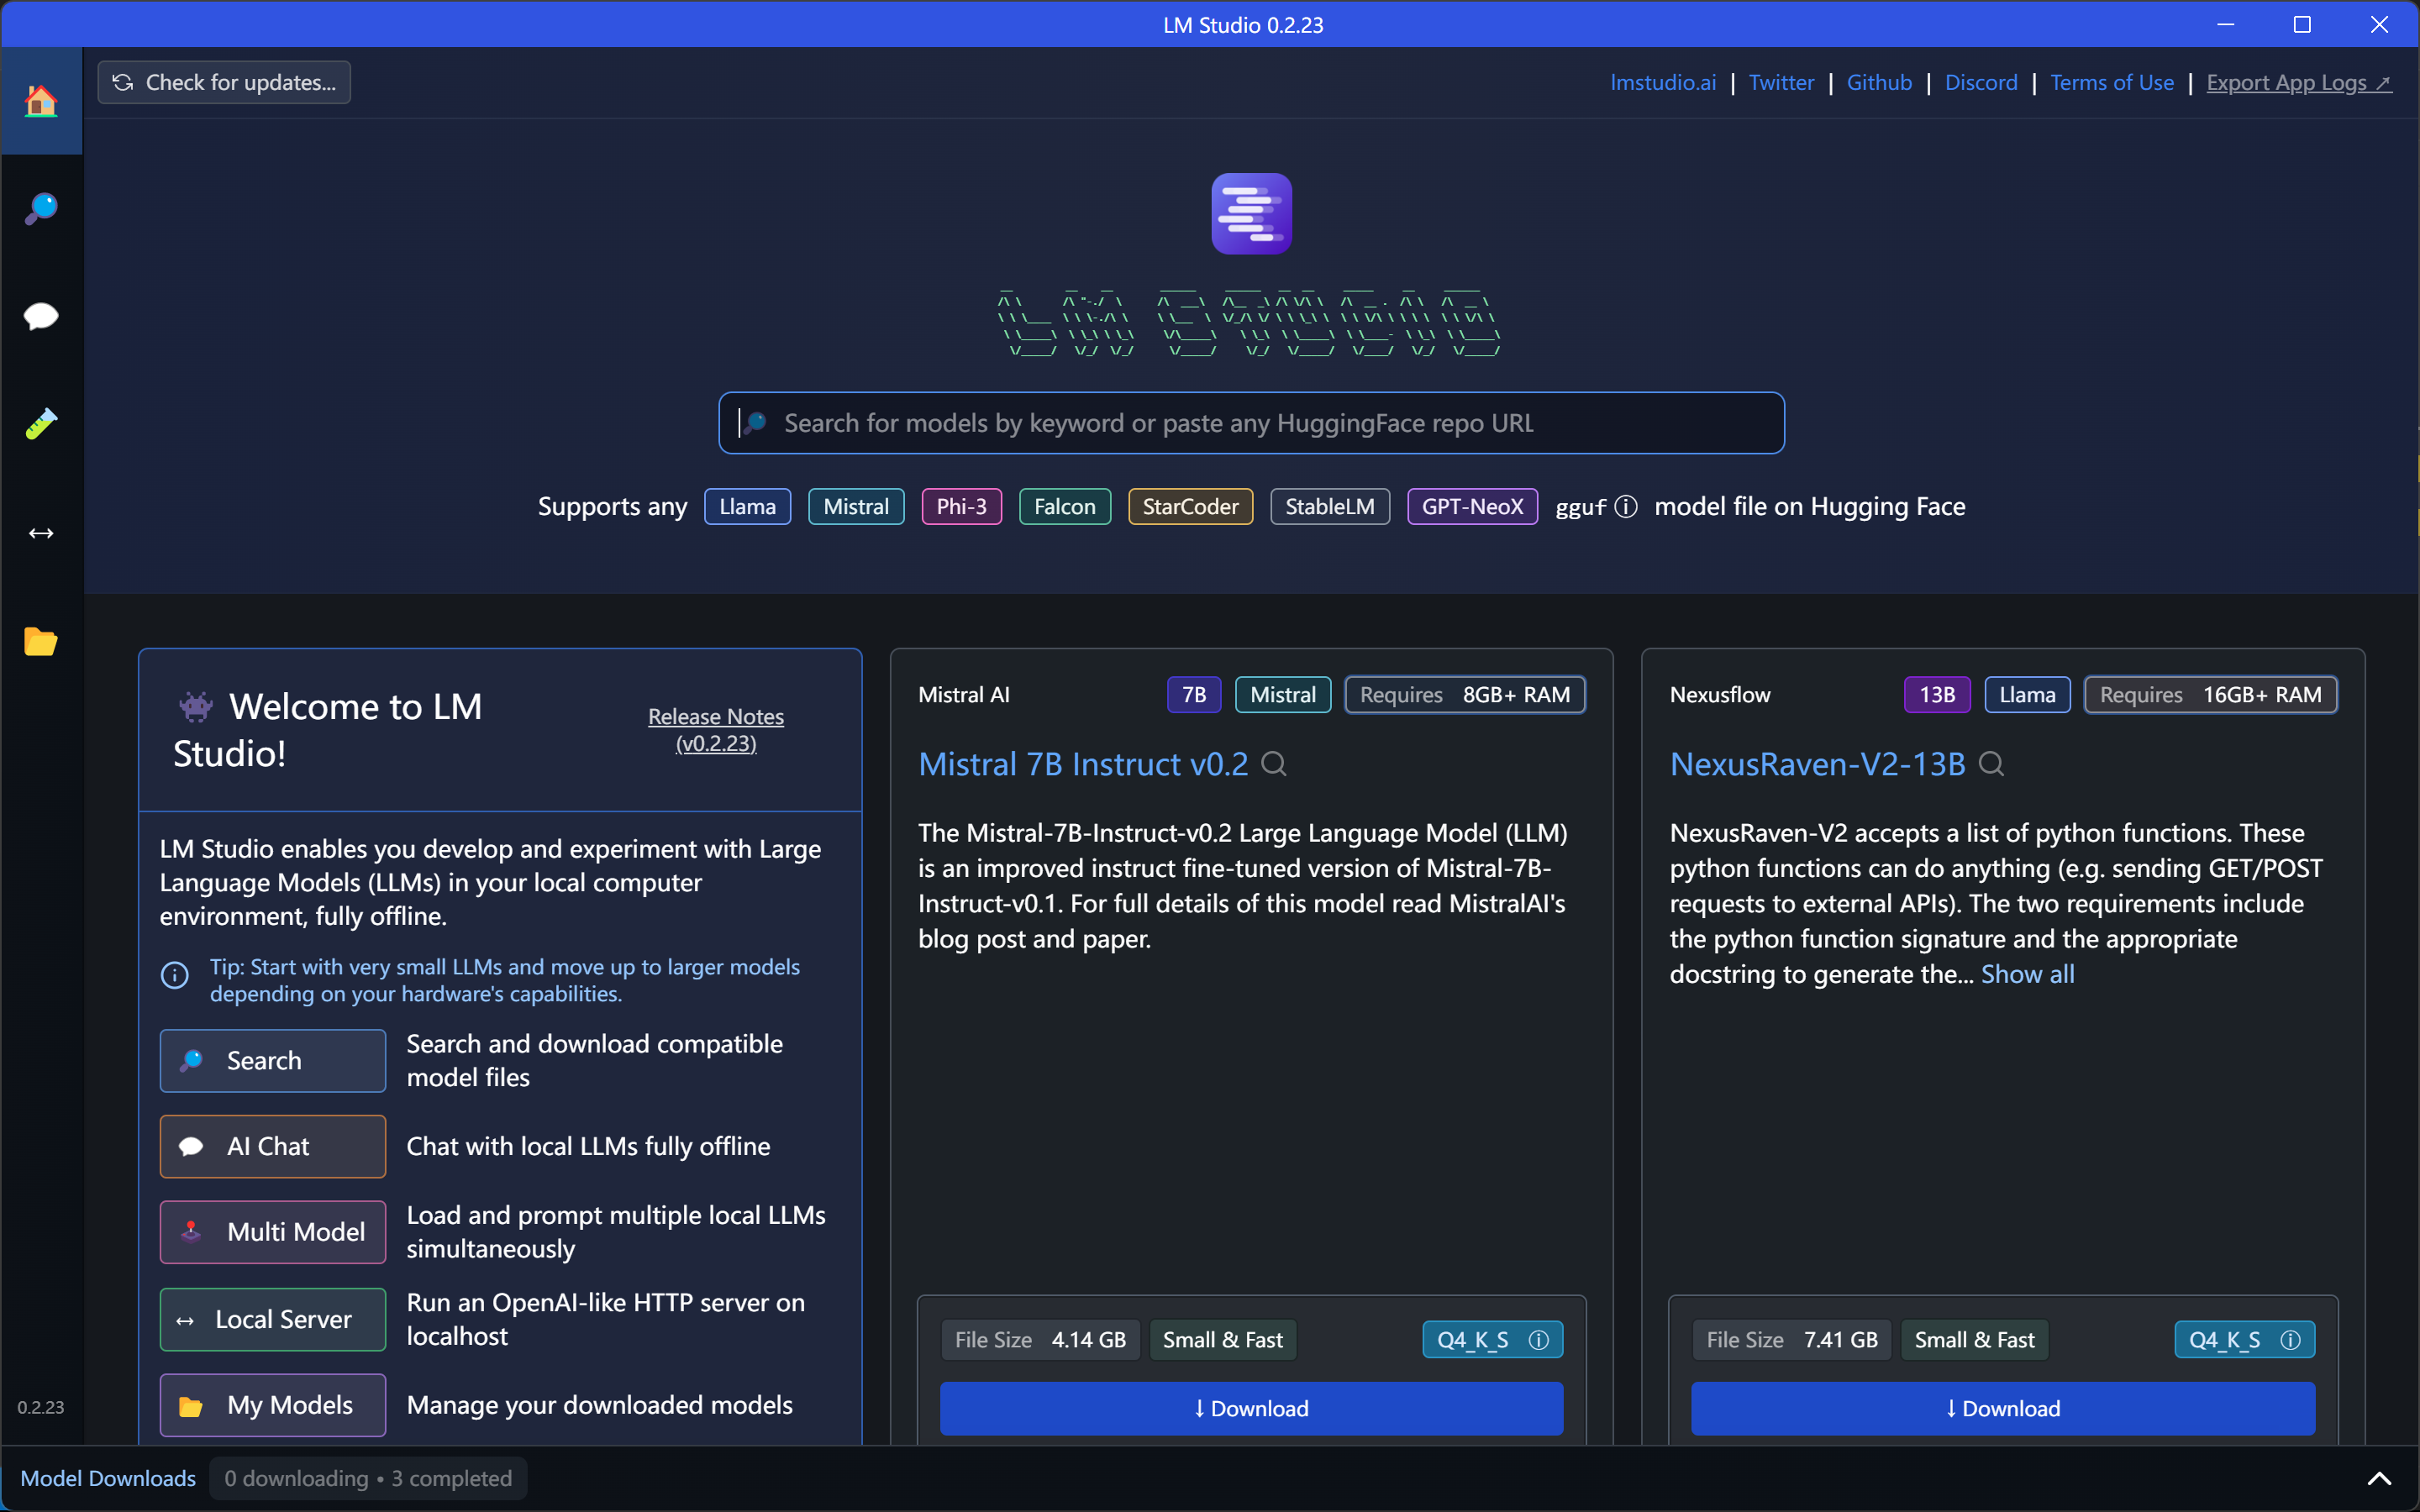 LM Studio 0.2.23
Check for updates...
lmstudio.ai | Twitter | Github | Discord | Terms of Use | Export App Logs ↗
LM STUDIO
Search for models by keyword or paste any HuggingFace repo URL
Supports any Llama Mistral Phi-3 Falcon StarCoder StableLM GPT-NeoX gguf ⓘ model file on Hugging Face
Welcome to LM
Studio!
Release Notes
(v0.2.23)
LM Studio enables you develop and experiment with Large
Language Models (LLMs) in your local computer
environment, fully offline.
Tip: Start with very small LLMs and move up to larger models
depending on your hardware's capabilities.
Search
Search and download compatible
model files
AI Chat
Chat with local LLMs fully offline
Multi Model
Load and prompt multiple local LLMs
simultaneously
↔ Local Server
Run an OpenAI-like HTTP server on
localhost
My Models
Manage your downloaded models
Mistral AI 7B Mistral Requires 8GB+ RAM
Mistral 7B Instruct v0.2
The Mistral-7B-Instruct-v0.2 Large Language Model (LLM)
is an improved instruct fine-tuned version of Mistral-7B-
Instruct-v0.1. For full details of this model read MistralAI's
blog post and paper.
File Size 4.14 GB Small & Fast Q4_K_S ⓘ
↓ Download
Nexusflow 13B Llama Requires 16GB+ RAM
NexusRaven-V2-13B
NexusRaven-V2 accepts a list of python functions. These
python functions can do anything (e.g. sending GET/POST
requests to external APIs). The two requirements include
the python function signature and the appropriate
docstring to generate the... Show all
File Size 7.41 GB Small & Fast Q4_K_S ⓘ
↓ Download
0.2.23
Model Downloads 0 downloading • 3 completed